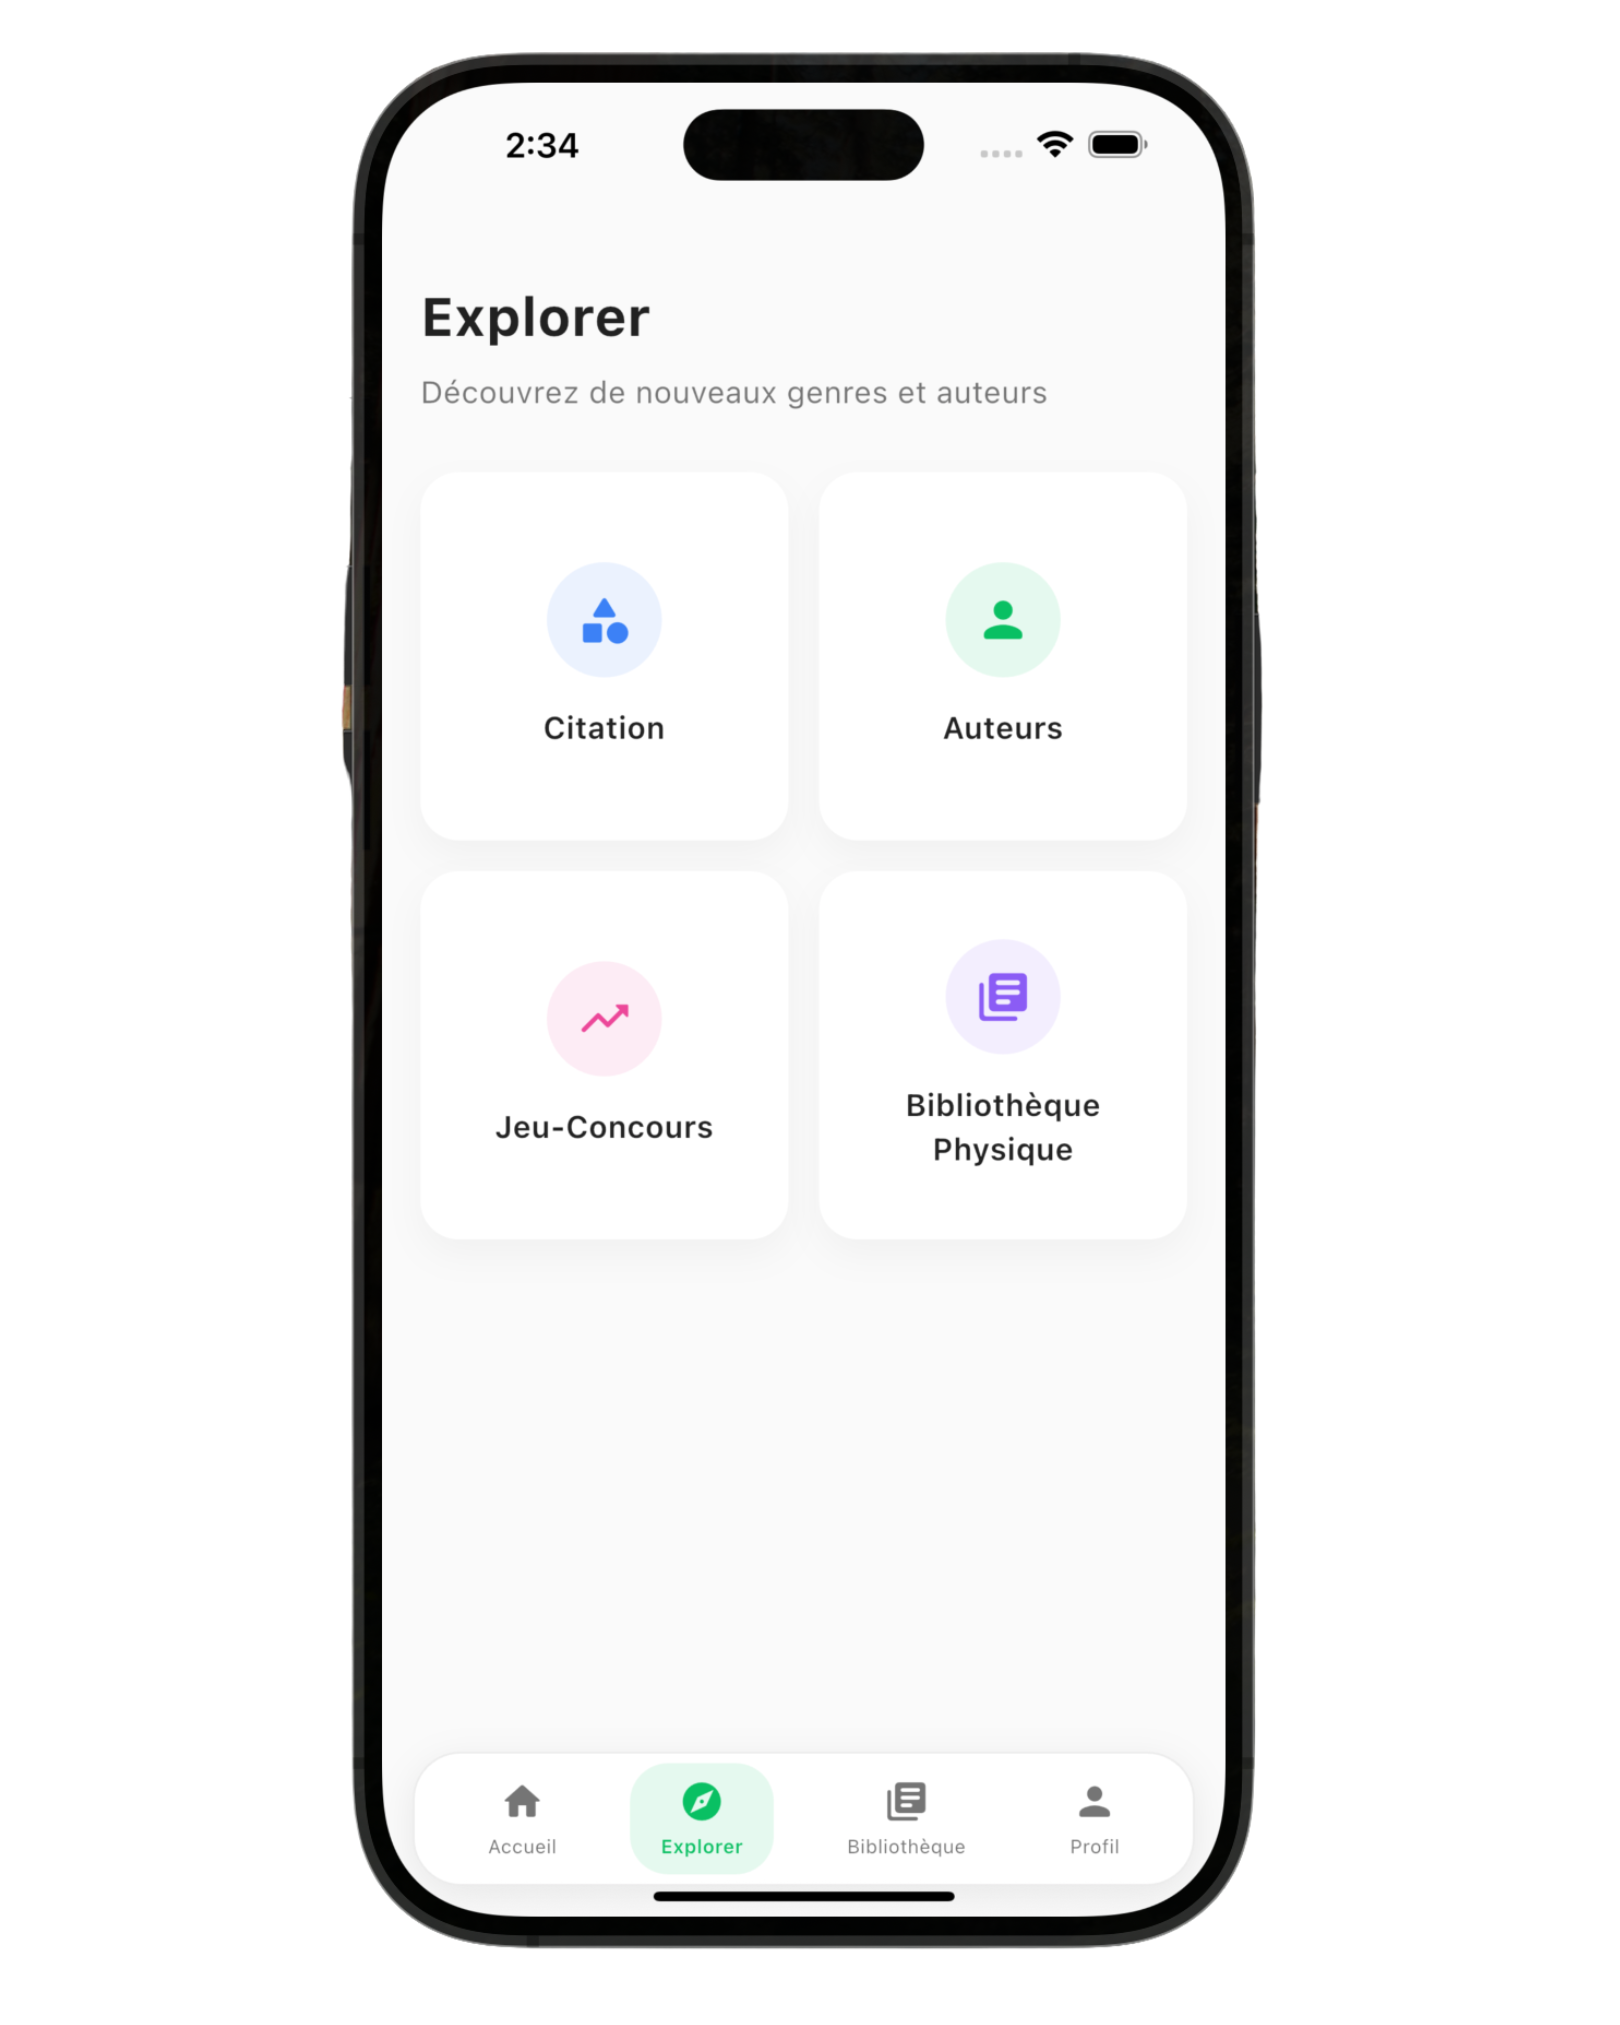 2:34
Explorer
Découvrez de nouveaux genres et auteurs
Citation
Auteurs
Jeu-Concours
Bibliothèque
Physique
Accueil
Explorer
Bibliothèque
Profil